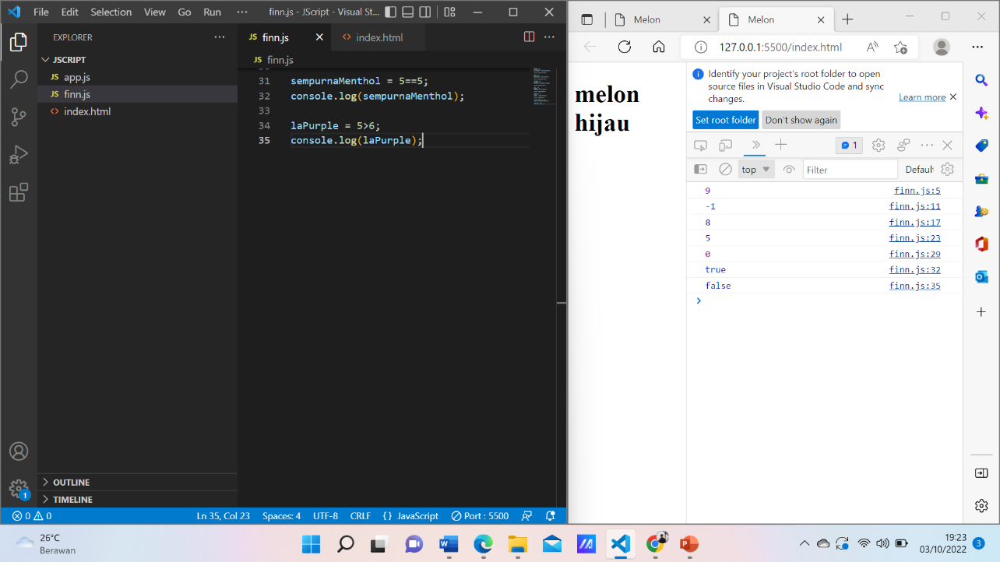 File Edit Selection View Go Run ··· finn.js - JScript - Visual St...
EXPLORER ···
JSCRIPT
JS app.js
JS finn.js
<> index.html
OUTLINE
TIMELINE
JS finn.js
<> index.html
JS finn.js
31 sempurnaMenthol = 5==5;
32 console.log(sempurnaMenthol);
33
34 laPurple = 5>6;
35 console.log(laPurple);
1
0 0
Ln 35, Col 23 Spaces: 4 UTF-8 CRLF {} JavaScript Port : 5500
Melon
Melon
127.0.0.1:5500/index.html
melon
hijau
Identify your project's root folder to open
source files in Visual Studio Code and sync
changes.
Learn more
Set root folder Don't show again
1
top Filter Default
9 finn.js:5
-1 finn.js:11
8 finn.js:17
5 finn.js:23
0 finn.js:29
true finn.js:32
false finn.js:35
26°C
Berawan
19:23
03/10/2022
3